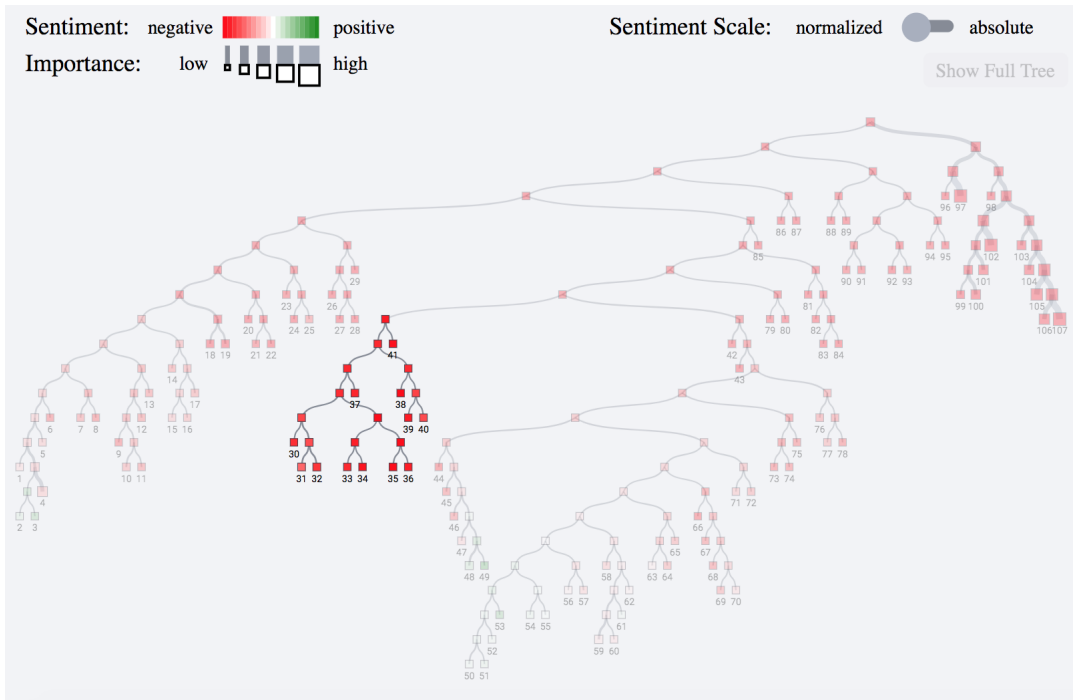 Sentiment: negative positive
Sentiment Scale: normalized absolute
Importance: low high
Show Full Tree
96 97 98
86 87 88 89
85 94 95 102 103
29 90 91 92 93 101 104
23 26 81 99 100 105
20 24 25 27 28 79 80 82 106 107
18 19 21 22 41 42 83 84
14 37 43
13 17 38
6 7 8 12 15 16 39 40 76
5 9 30 75 77 78
1 10 11 31 32 33 34 35 36 44 73 74
4 45 71 72
2 3 46 66
47 65 67
48 49 58 63 64 68
56 57 62 69 70
53 54 55 61
52 59 60
50 51